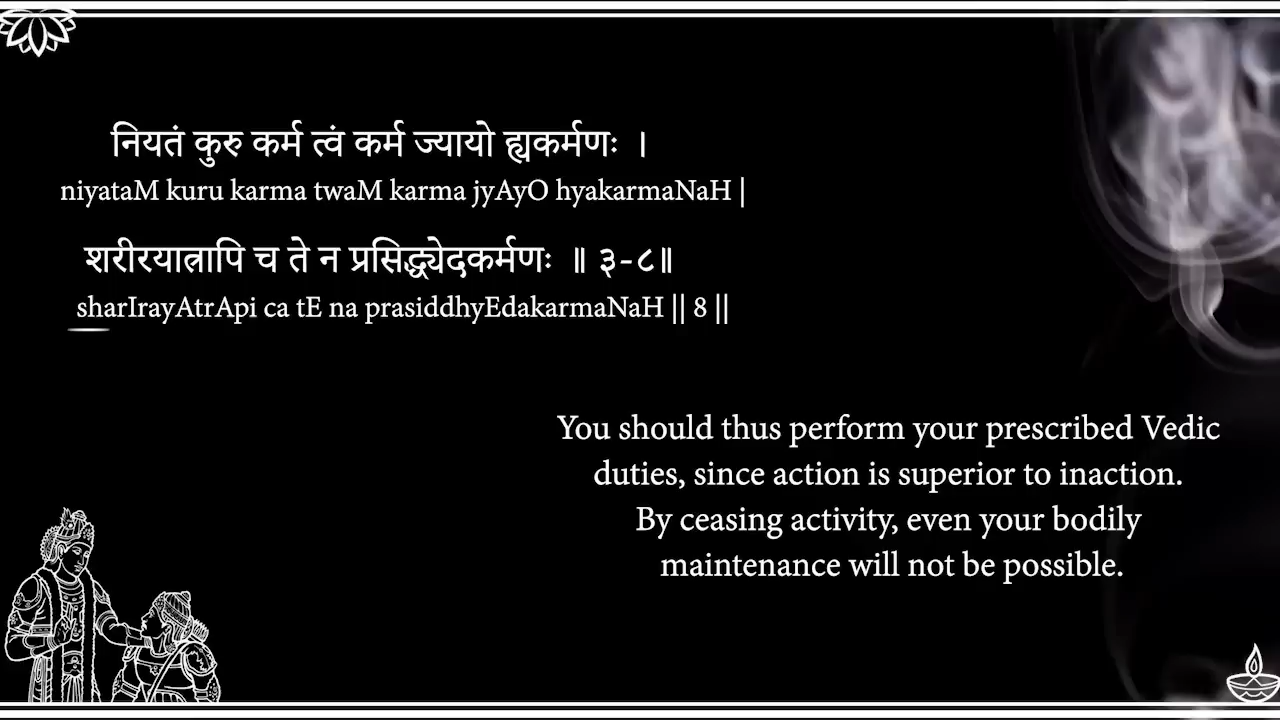 नियतं कुरु कर्म त्वं कर्म ज्यायो ह्यकर्मणः ।
niyataM kuru karma twaM karma jyAyO hyakarmaNaH |
शरीरयात्रापि च ते न प्रसिद्ध्येदकर्मणः ॥ ३-८॥
sharIrayAtrApi ca tE na prasiddhyEdakarmaNaH || 8 ||
You should thus perform your prescribed Vedic
duties, since action is superior to inaction.
By ceasing activity, even your bodily
maintenance will not be possible.